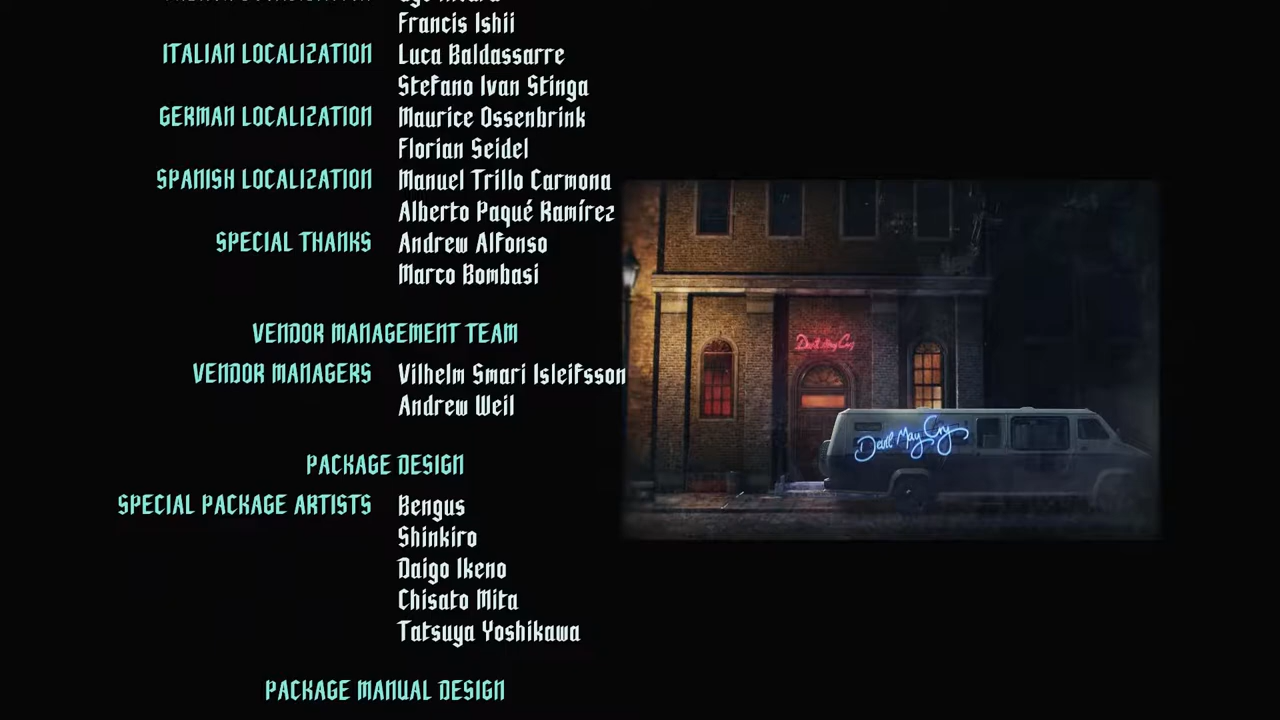 Francis Ishii
ITALIAN LOCALIZATION Luca Baldassarre
Stefano Ivan Stinga
GERMAN LOCALIZATION Maurice Ossenbrink
Florian Seidel
SPANISH LOCALIZATION Manuel Trillo Carmona
Alberto Paqué Ramírez
SPECIAL THANKS Andrew Alfonso
Marco Bombasi
VENDOR MANAGEMENT TEAM
VENDOR MANAGERS Vilhelm Smari Isleifsson
Andrew Weil
PACKAGE DESIGN
SPECIAL PACKAGE ARTISTS Bengus
Shinkiro
Daigo Ikeno
Chisato Mita
Tatsuya Yoshikawa
PACKAGE MANUAL DESIGN
Devil May Cry
Devil May Cry